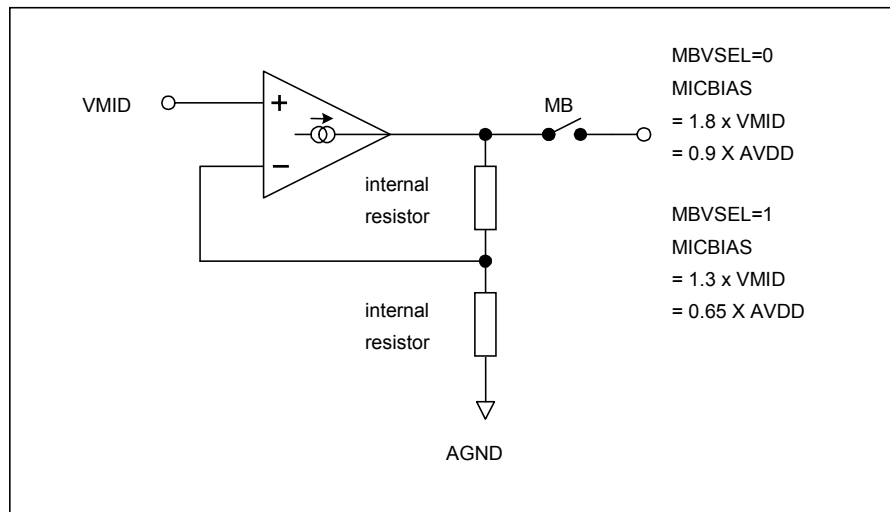 VMID
+
−
MB
internal
resistor
internal
resistor
AGND
MBVSEL=0
MICBIAS
= 1.8 x VMID
= 0.9 X AVDD
MBVSEL=1
MICBIAS
= 1.3 x VMID
= 0.65 X AVDD